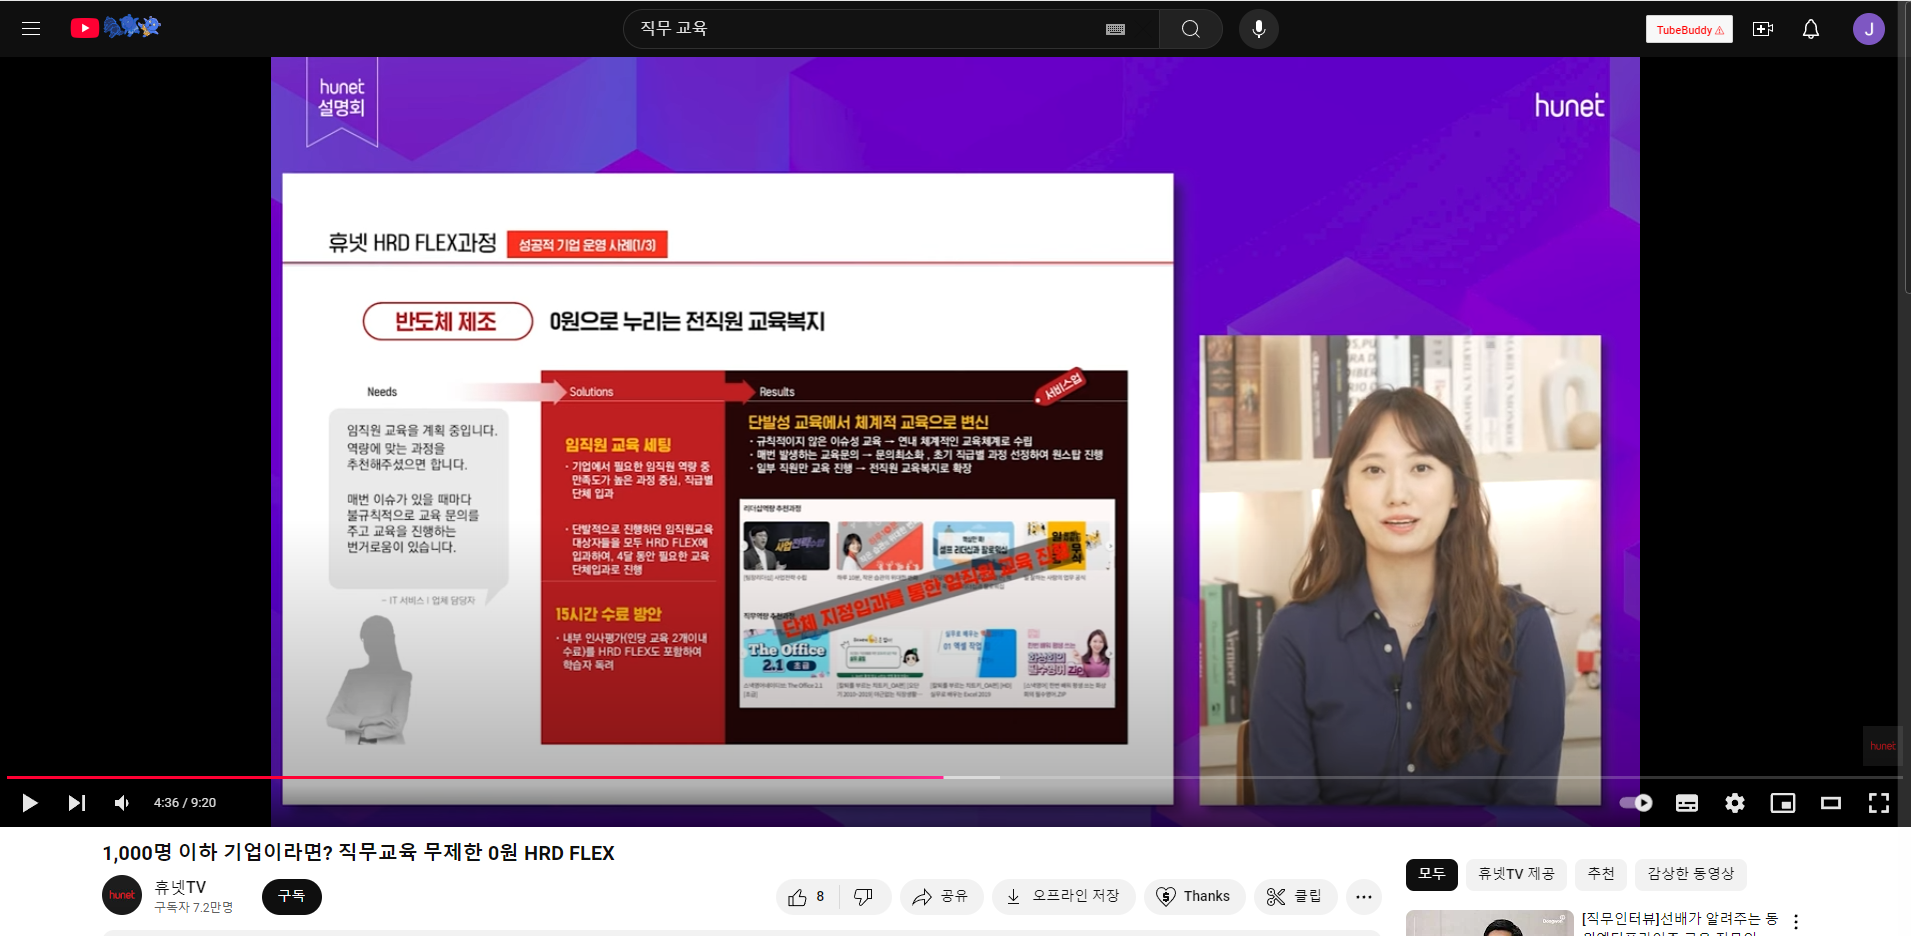 직무 교육
TubeBuddy
J
hunet
설명회
hunet
휴넷 HRD FLEX과정
성공적 기업 운영 사례(1/3)
반도체 제조
0원으로 누리는 전직원 교육복지
Needs
Solutions
Results
서비스업
임직원 교육을 계획 중입니다.
역량에 맞는 과정을
추천해주셨으면 합니다.
매번 이슈가 있을 때마다
불규칙적으로 교육 문의를
주고 교육을 진행하는
번거로움이 있습니다.
– IT 서비스 | 업체 담당자
임직원 교육 세팅
· 기업에서 필요한 임직원 역량 중
만족도가 높은 과정 중심, 직급별
단체 입과
· 단발적으로 진행하던 임직원교육
대상자들을 모두 HRD FLEX에
입과하여, 4달 동안 필요한 교육
단체입과로 진행
15시간 수료 방안
· 내부 인사평가(인당 교육 2개이내
수료)를 HRD FLEX도 포함하여
학습자 독려
단발성 교육에서 체계적 교육으로 변신
· 규칙적이지 않은 이슈성 교육 → 연내 체계적인 교육체계로 수립
· 매번 발생하는 교육문의 → 문의최소화 , 초기 직급별 과정 선정하여 원스탑 진행
· 일부 직원만 교육 진행 → 전직원 교육복지로 확장
리더십역량 추천과정
직무역량 추천과정
단체 지정입과를 통한 임직원 교육 진행
The Office
2.1 초급
hunet
4:36 / 9:20
1,000명 이하 기업이라면? 직무교육 무제한 0원 HRD FLEX
hunet
휴넷TV
구독자 7.2만명
구독
8
공유
오프라인 저장
Thanks
클립
모두
휴넷TV 제공
추천
감상한 동영상
[직무인터뷰]선배가 알려주는 동